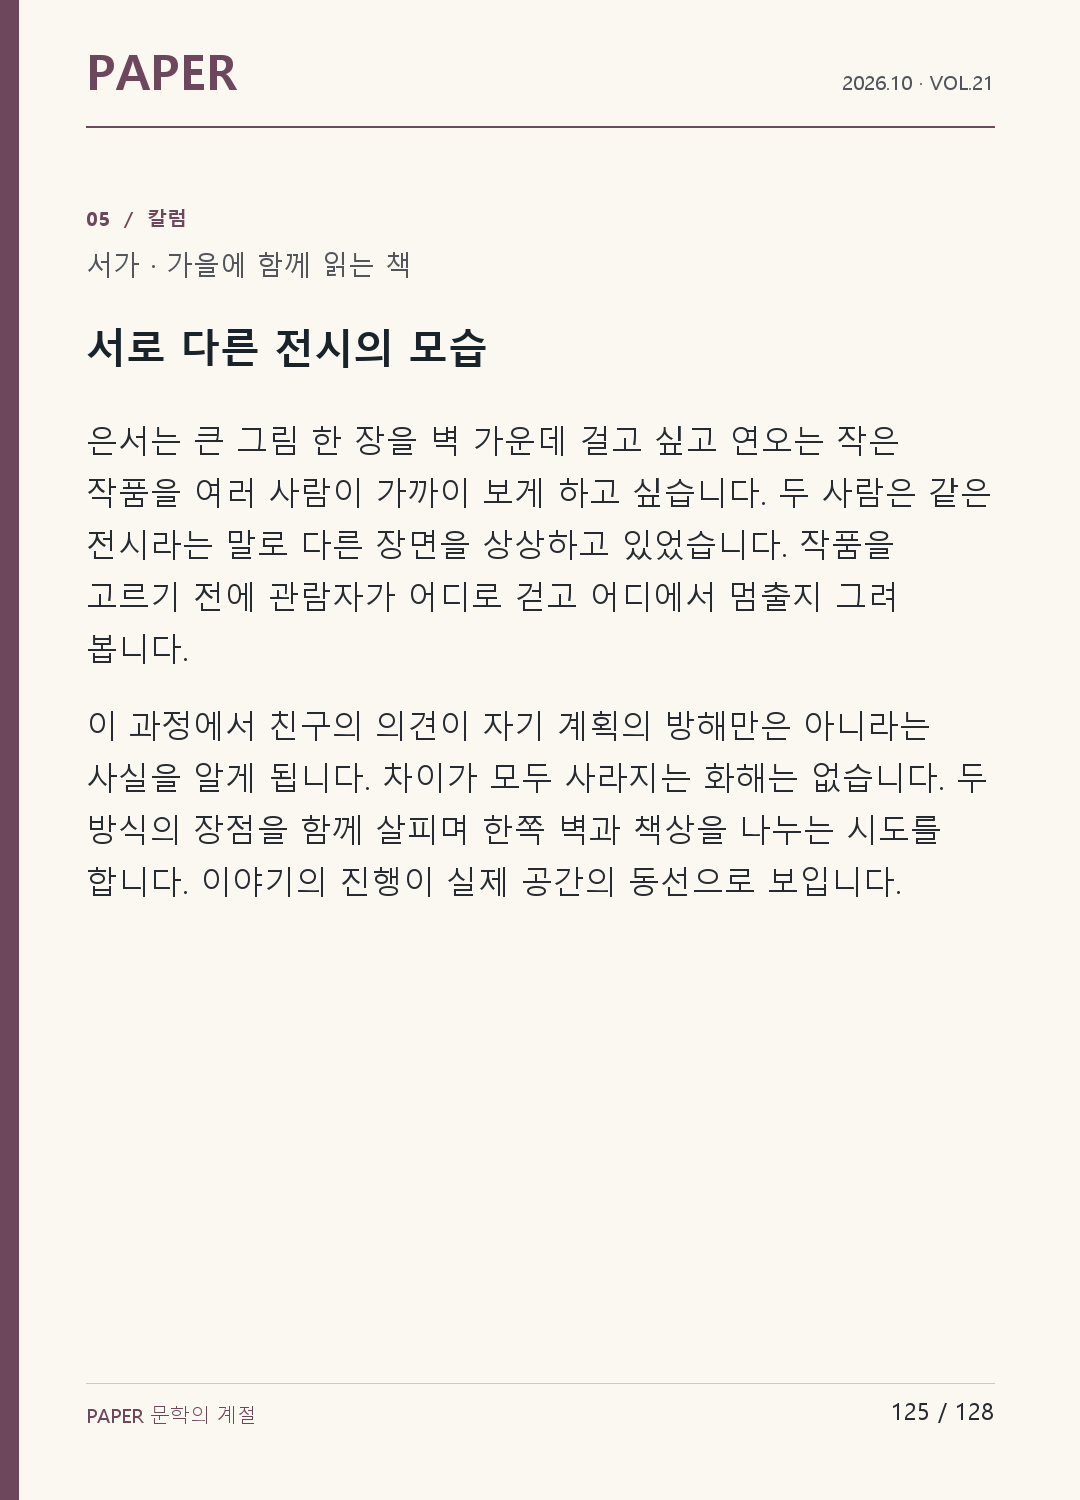 PAPER
2026.10 · VOL.21
05 / 칼럼
서가 · 가을에 함께 읽는 책
서로 다른 전시의 모습
은서는 큰 그림 한 장을 벽 가운데 걸고 싶고 연오는 작은
작품을 여러 사람이 가까이 보게 하고 싶습니다. 두 사람은 같은
전시라는 말로 다른 장면을 상상하고 있었습니다. 작품을
고르기 전에 관람자가 어디로 걷고 어디에서 멈출지 그려
봅니다.
이 과정에서 친구의 의견이 자기 계획의 방해만은 아니라는
사실을 알게 됩니다. 차이가 모두 사라지는 화해는 없습니다. 두
방식의 장점을 함께 살피며 한쪽 벽과 책상을 나누는 시도를
합니다. 이야기의 진행이 실제 공간의 동선으로 보입니다.
PAPER 문학의 계절
125 / 128